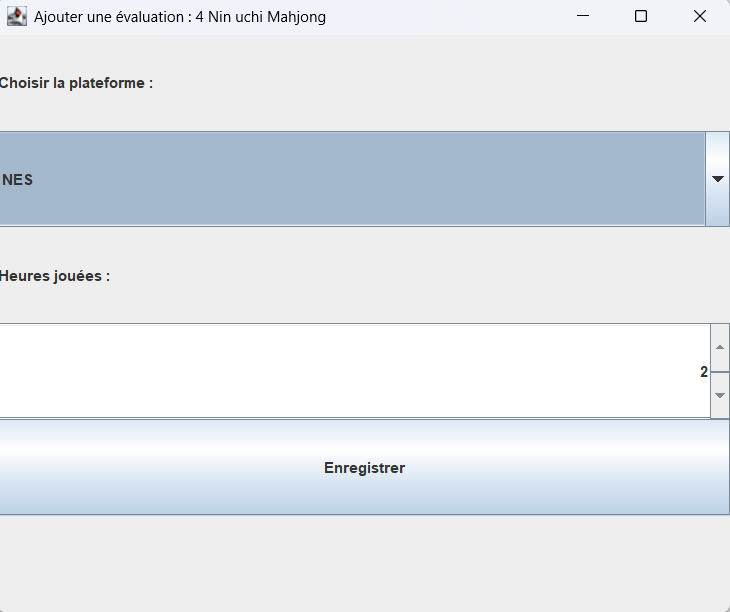 Ajouter une évaluation : 4 Nin uchi Mahjong
Choisir la plateforme :
NES
Heures jouées :
2
Enregistrer